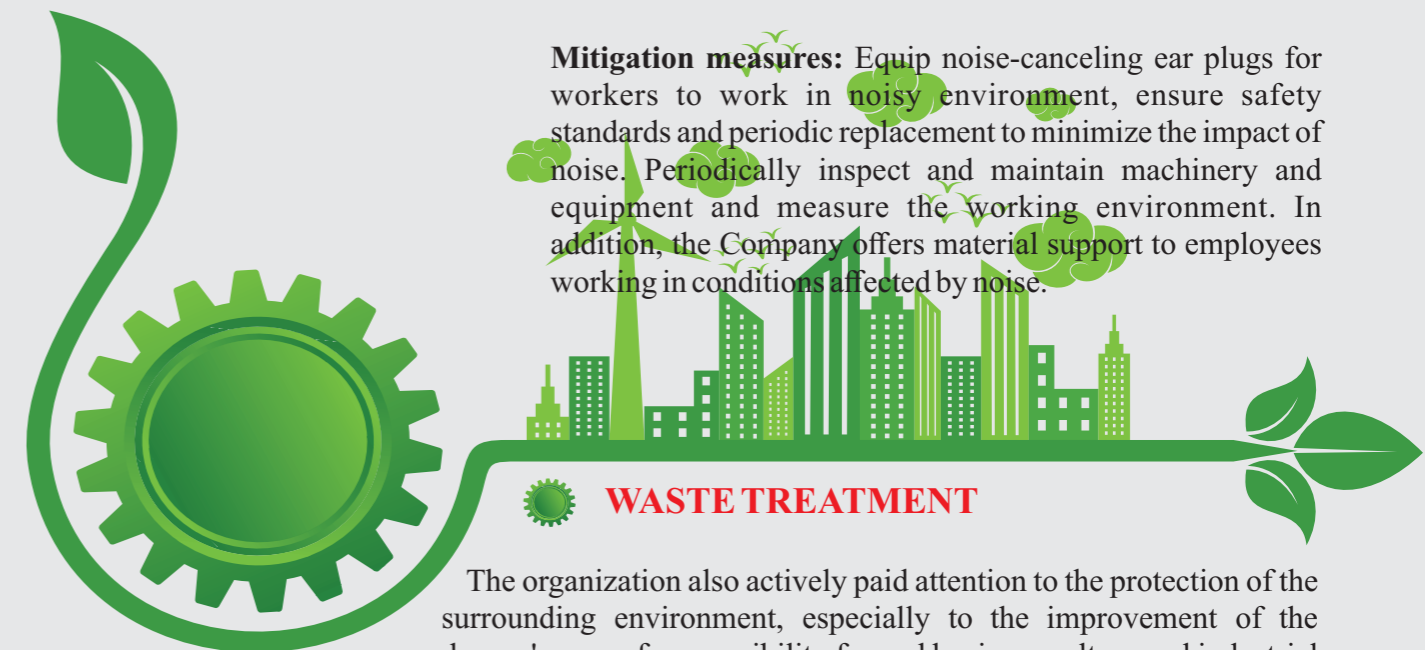 Mitigation measures: Equip noise-canceling ear plugs for
workers to work in noisy environment, ensure safety
standards and periodic replacement to minimize the impact of
noise. Periodically inspect and maintain machinery and
equipment and measure the working environment. In
addition, the Company offers material support to employees
working in conditions affected by noise.
WASTE TREATMENT
The organization also actively paid attention to the protection of the
surrounding environment, especially to the improvement of the